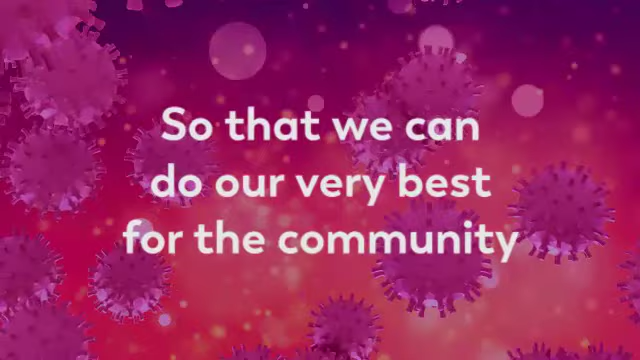 So that we can
do our very best
for the community